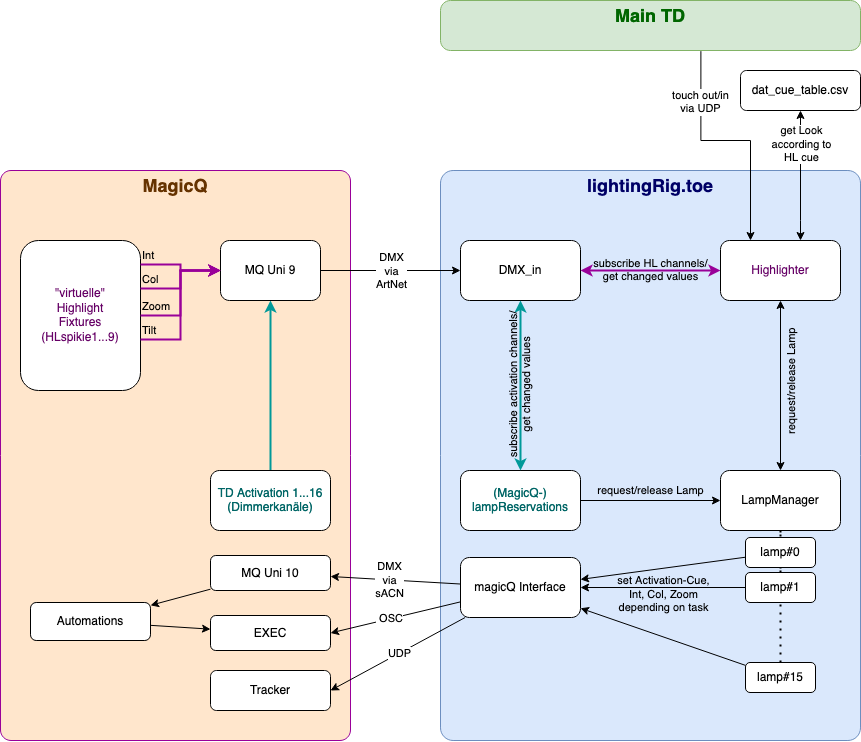 Main TD
touch out/in
via UDP
dat_cue_table.csv
get Look
according to
HL cue
MagicQ
lightingRig.toe
"virtuelle"
Highlight
Fixtures
(HLspikie1...9)
Int
Col
Zoom
Tilt
MQ Uni 9
DMX
via
ArtNet
DMX_in
subscribe HL channels/
get changed values
Highlighter
subscribe activation channels/
get changed values
request/release Lamp
TD Activation 1...16
(Dimmerkanäle)
(MagicQ-)
lampReservations
request/release Lamp
LampManager
lamp#0
lamp#1
lamp#15
set Activation-Cue,
Int, Col, Zoom
depending on task
magicQ Interface
DMX
via
sACN
OSC
UDP
MQ Uni 10
Automations
EXEC
Tracker